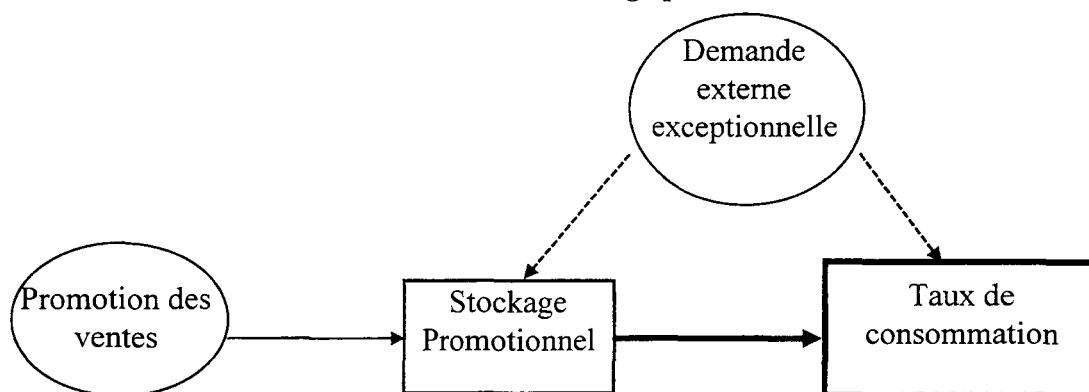 Demande
externe
exceptionnelle
Promotion des
ventes
Stockage
Promotionnel
Taux de
consommation